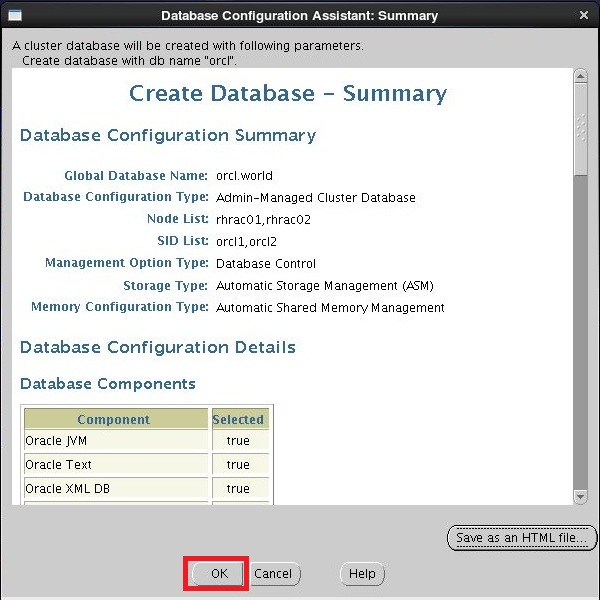 Database Configuration Assistant: Summary
A cluster database will be created with following parameters.
Create database with db name "orcl".
Create Database - Summary
Database Configuration Summary
Global Database Name: orcl.world
Database Configuration Type: Admin-Managed Cluster Database
Node List: rhrac01,rhrac02
SID List: orcl1,orcl2
Management Option Type: Database Control
Storage Type: Automatic Storage Management (ASM)
Memory Configuration Type: Automatic Shared Memory Management
Database Configuration Details
Database Components
Component Selected
Oracle JVM true
Oracle Text true
Oracle XML DB true
Save as an HTML file...
OK Cancel Help